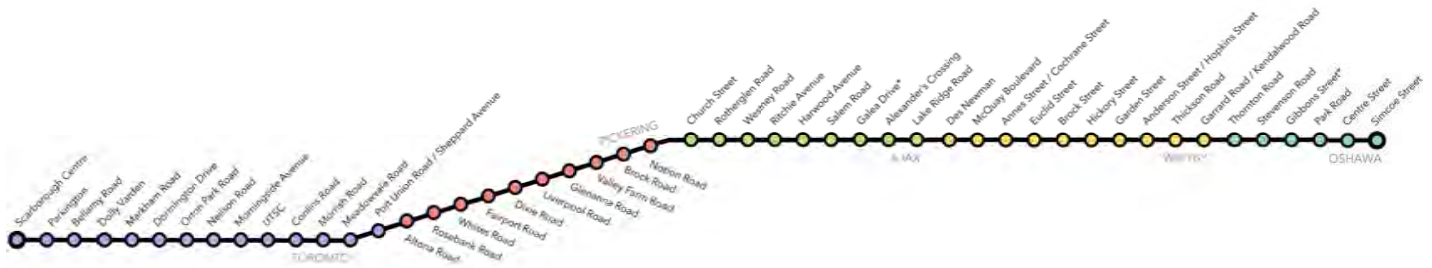 Scarborough Centre
Parkington
Bellamy Road
Dolly Varden
Markham Road
Dormington Drive
Orton Park Road
Neilson Road
Morningside Avenue
UTSC
Conlins Road
Morrish Road
Meadowvale Road
Port Union Road / Sheppard Avenue
TORONTO
Altona Road
Rosebank Road
Whites Road
Fairport Road
Dixie Road
Liverpool Road
Glenanna Road
Valley Farm Road
Brock Road
Notion Road
PICKERING
Church Street
Rotherglen Road
Westney Road
Ritchie Avenue
Harwood Avenue
Salem Road
Galea Drive*
Alexander's Crossing
Lake Ridge Road
AJAX
Des Newman
McQuay Boulevard
Annes Street / Cochrane Street
Euclid Street
Brock Street
Hickory Street
Garden Street
Anderson Street / Hopkins Street
Thickson Road
Garrard Road / Kendalwood Road
WHITBY
Thornton Road
Stevenson Road
Gibbons Street*
Park Road
Centre Street
Simcoe Street
OSHAWA